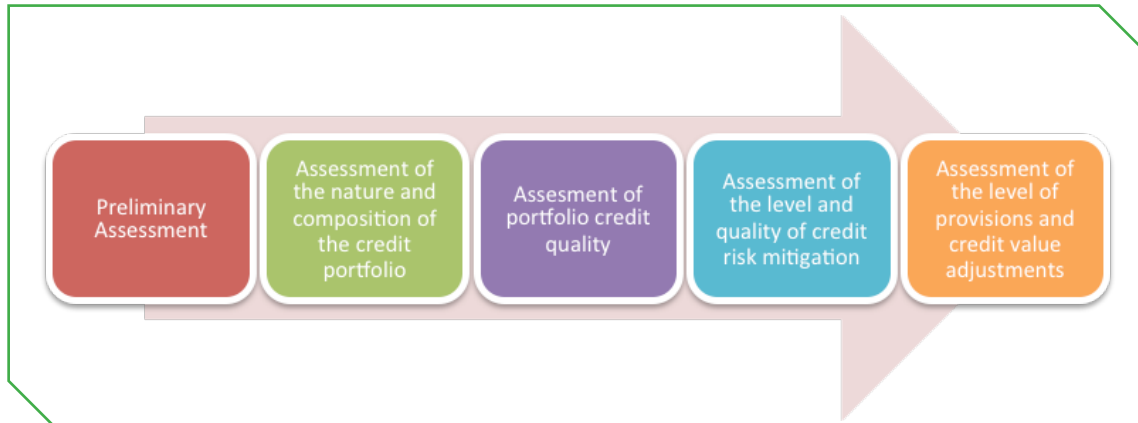 Preliminary
Assessment
Assessment of
the nature and
composition of
the credit
portfolio
Assesment of
portfolio credit
quality
Assessment of
the level and
quality of credit
risk mitigation
Assessment of
the level of
provisions and
credit value
adjustments